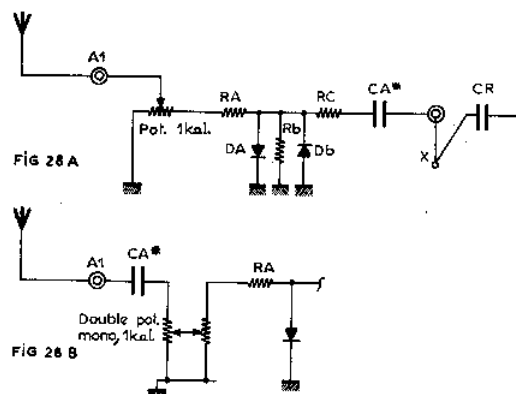 A1
RA
RC
CA*
CR
Pot. 1kal.
DA
Rb
Db
X
FIG 28 A
A1
CA*
RA
Double pot.
mono, 1kal.
FIG 28 B